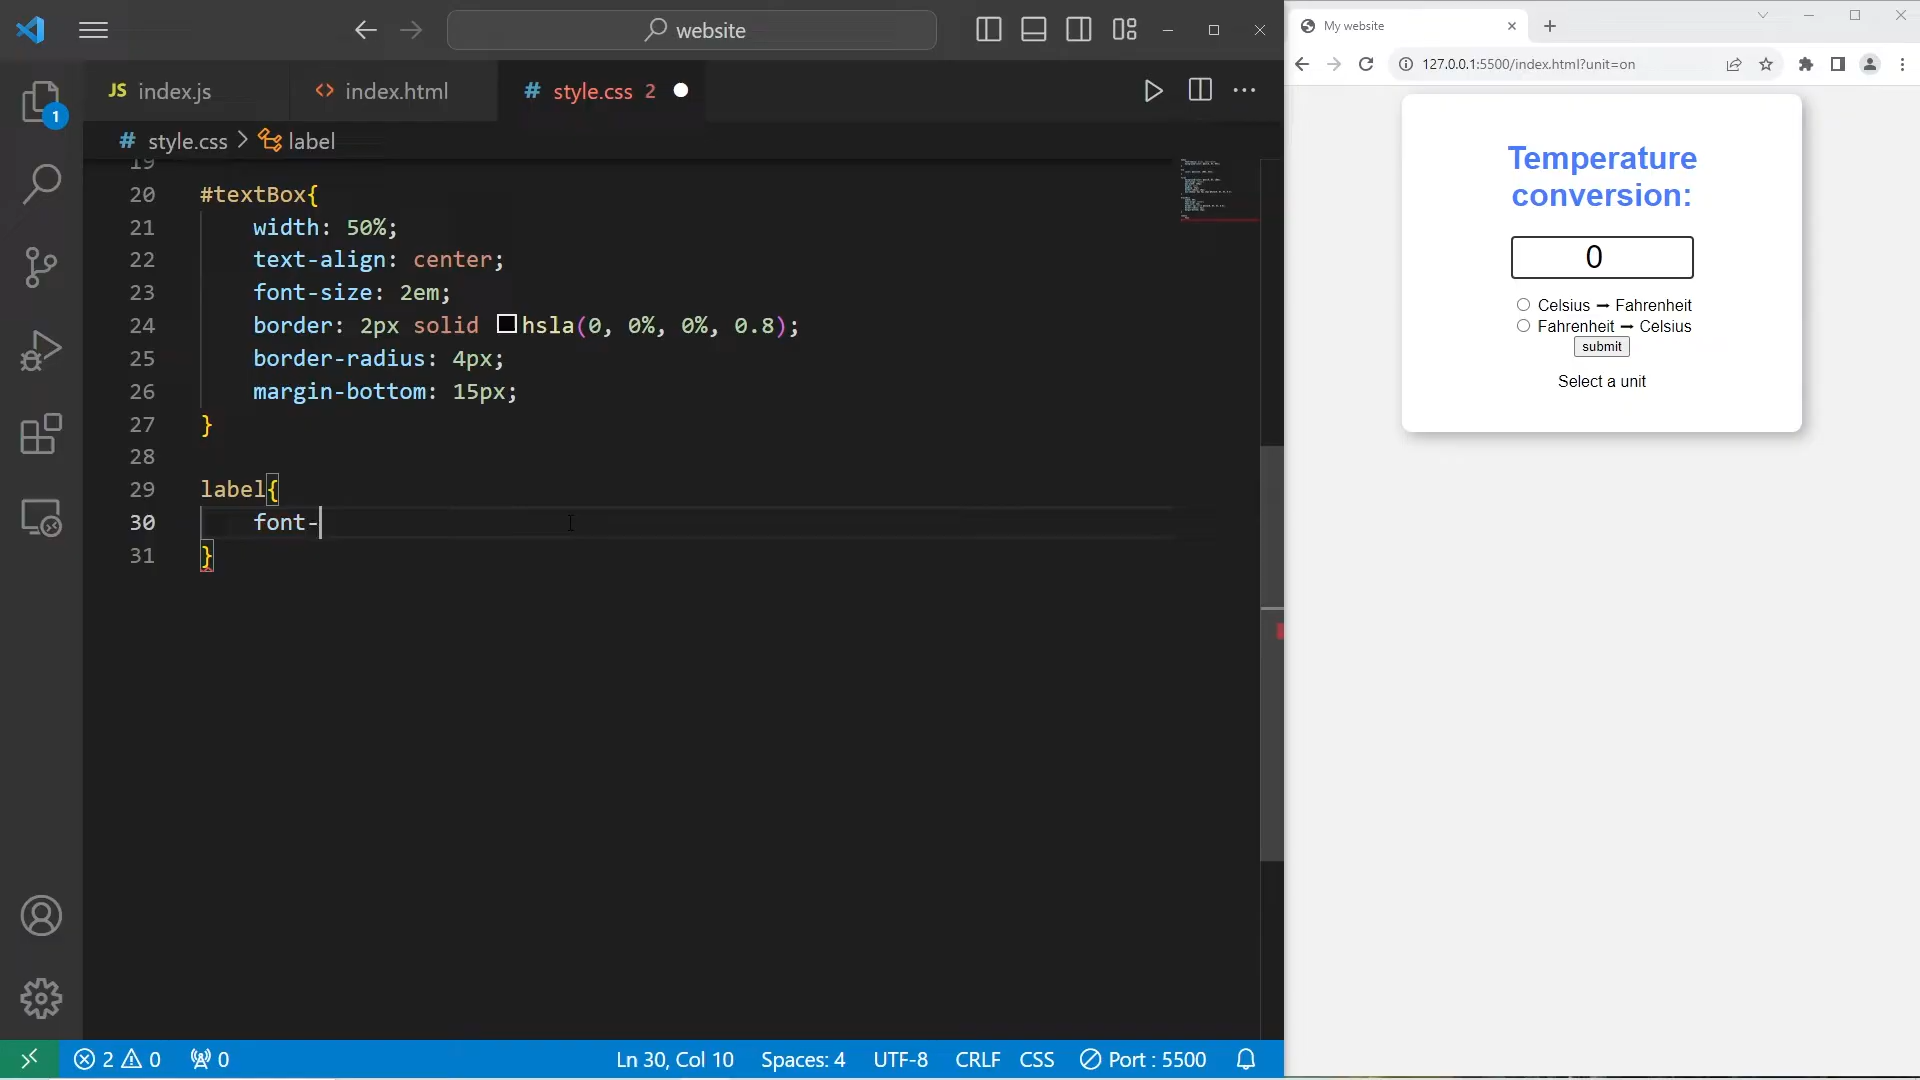 website
JS index.js
<> index.html
# style.css 2
# style.css > label
19
20 #textBox{
21 width: 50%;
22 text-align: center;
23 font-size: 2em;
24 border: 2px solid hsla(0, 0%, 0%, 0.8);
25 border-radius: 4px;
26 margin-bottom: 15px;
27 }
28
29 label{
30 font-
31 }
1
2 0 0
Ln 30, Col 10 Spaces: 4 UTF-8 CRLF CSS Port : 5500
My website
127.0.0.1:5500/index.html?unit=on
Temperature
conversion:
0
Celsius ➞ Fahrenheit
Fahrenheit ➞ Celsius
submit
Select a unit